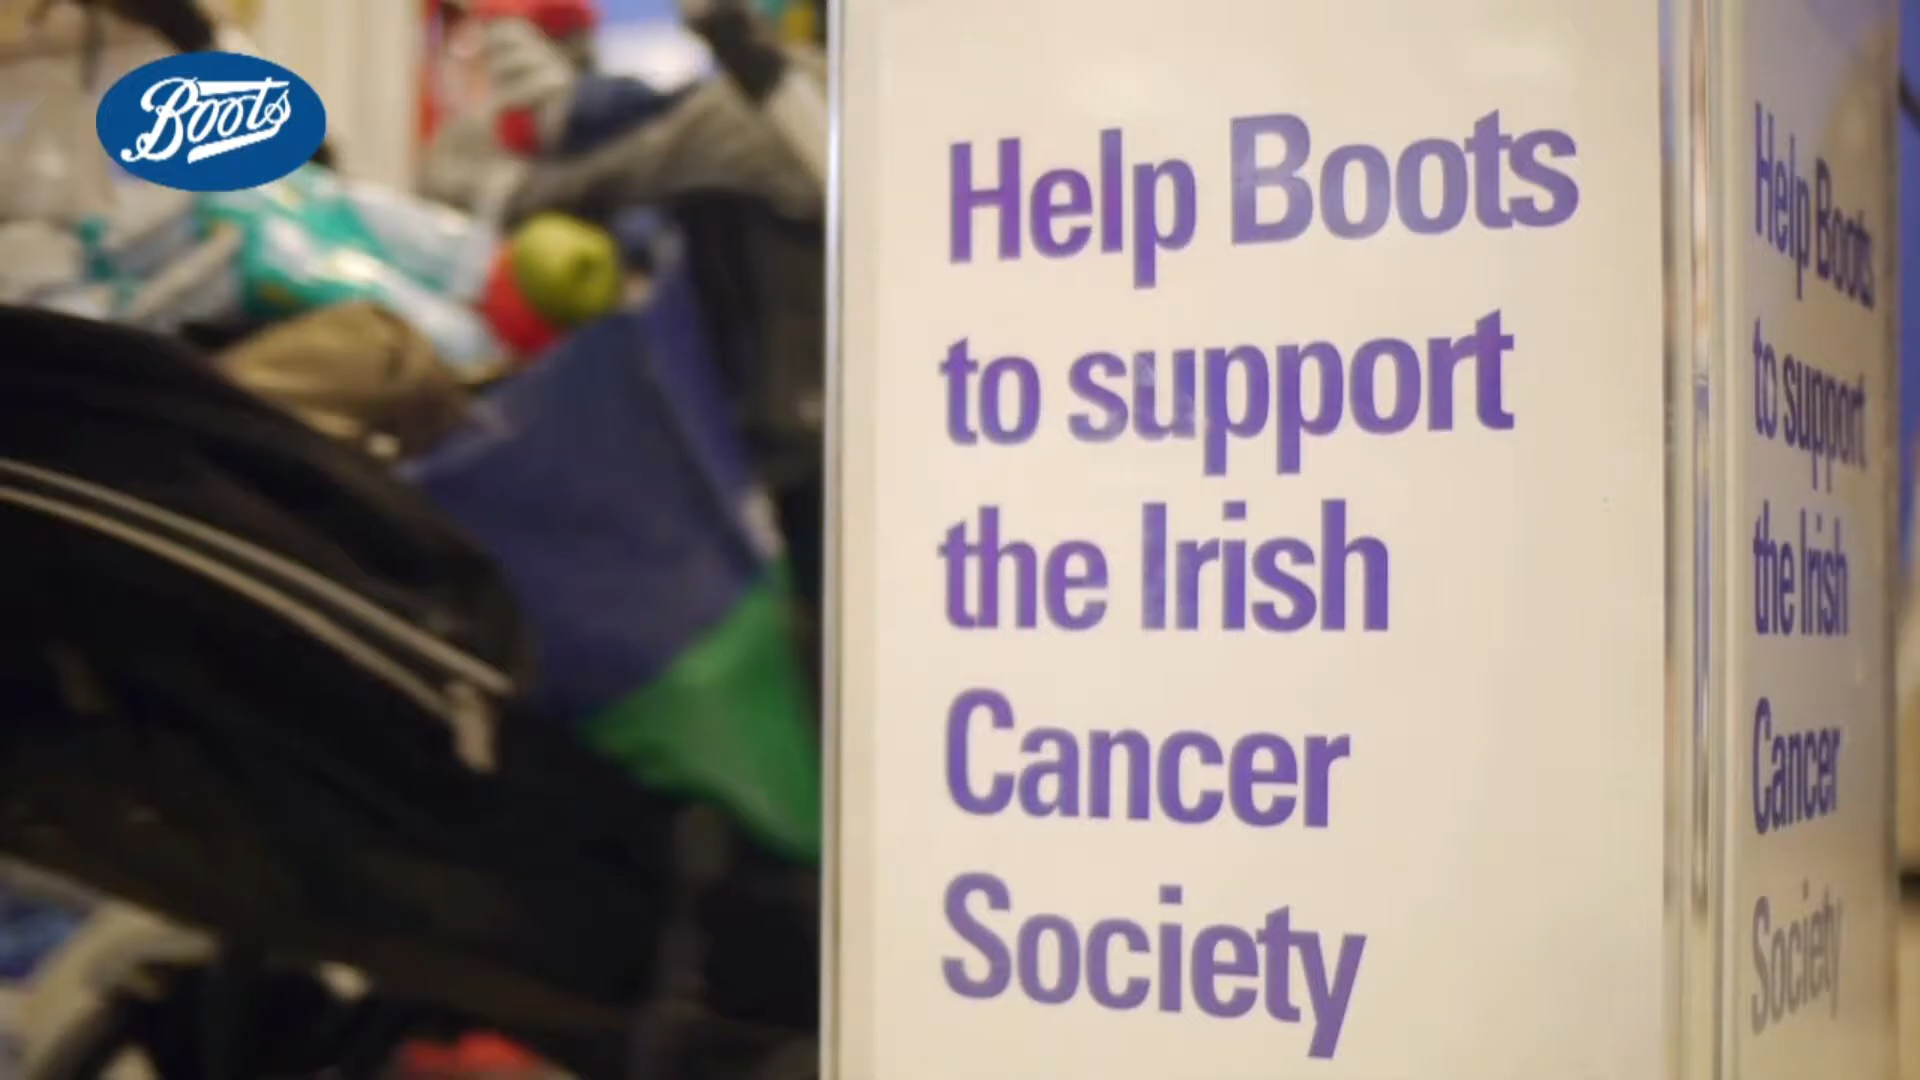 Boots
Help Boots
to support
the Irish
Cancer
Society
Help Boots
to support
the Irish
Cancer
Society